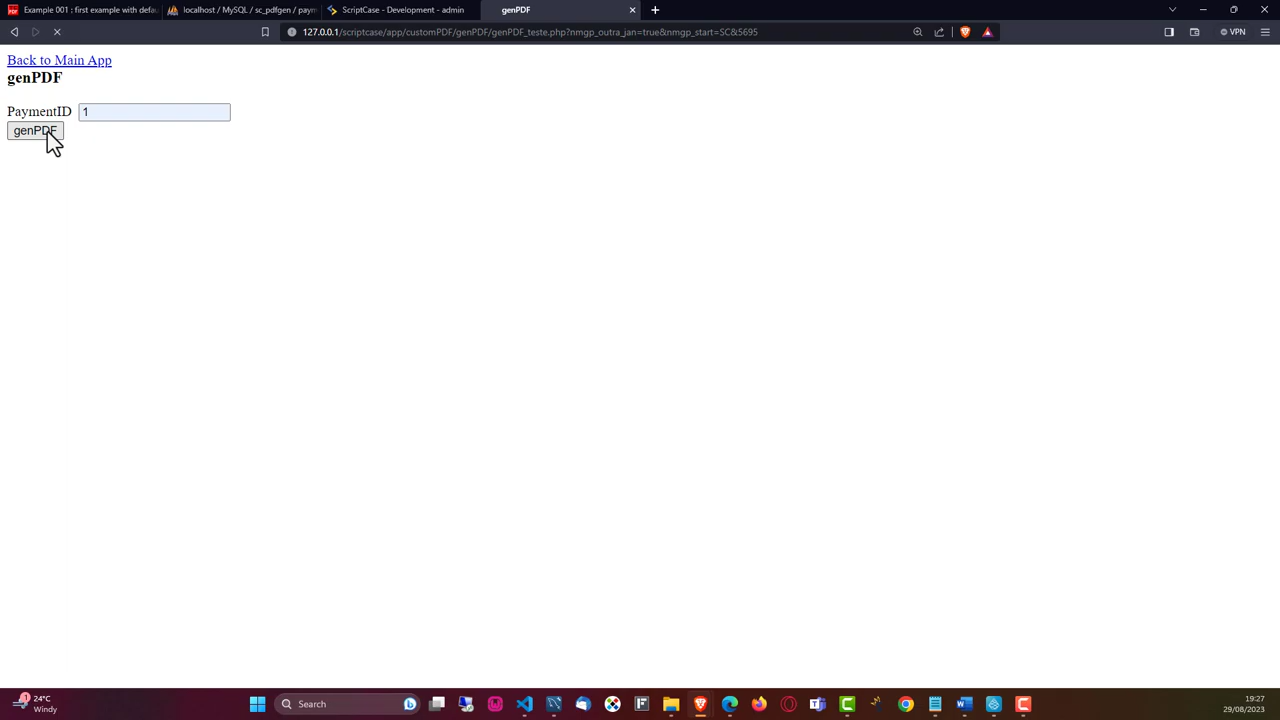 Example 001 : first example with defau
localhost / MySQL / sc_pdfgen / paym
ScriptCase - Development - admin
genPDF
127.0.0.1/scriptcase/app/customPDF/genPDF/genPDF_teste.php?nmgp_outra_jan=true&nmgp_start=SC&5695
VPN
Back to Main App
genPDF
PaymentID 1
genPDF
1
24°C
Windy
Search
19:27
29/08/2023